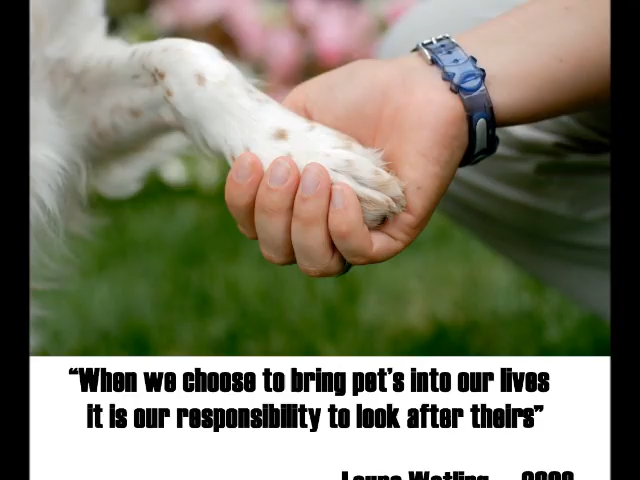 “When we choose to bring pet’s into our lives
it is our responsibility to look after theirs”